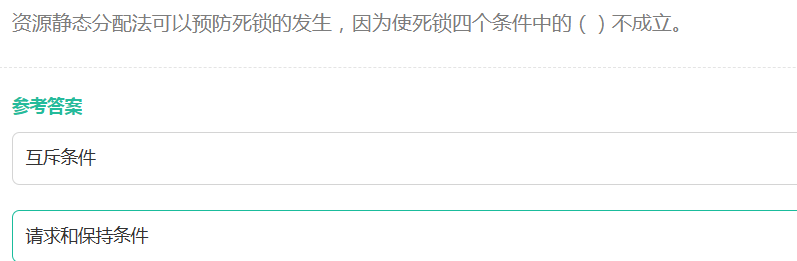 资源静态分配法可以预防死锁的发生，因为使死锁四个条件中的（ ）不成立。
参考答案
互斥条件
请求和保持条件